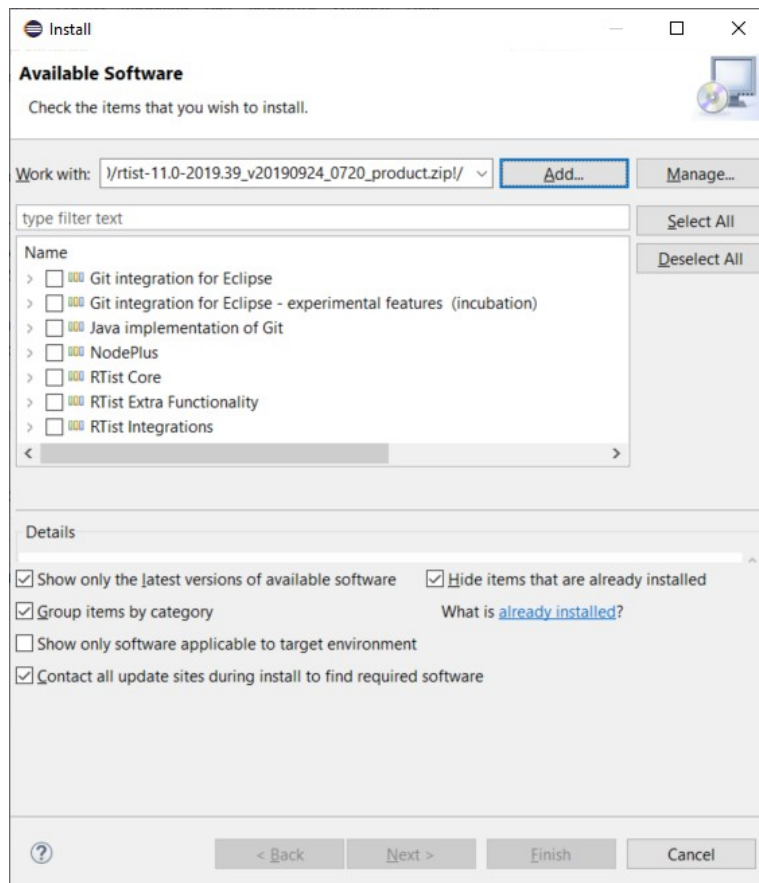 Install
Available Software
Check the items that you wish to install.
Work with: )/rtist-11.0-2019.39_v20190924_0720_product.zip!/ Add... Manage...
type filter text Select All
Deselect All
Name
Git integration for Eclipse
Git integration for Eclipse - experimental features (incubation)
Java implementation of Git
NodePlus
RTist Core
RTist Extra Functionality
RTist Integrations
Details
Show only the latest versions of available software Hide items that are already installed
Group items by category What is already installed?
Show only software applicable to target environment
Contact all update sites during install to find required software
? < Back Next > Finish Cancel